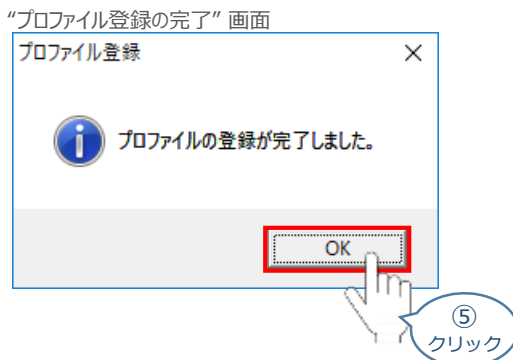 “プロファイル登録の完了” 画面
プロファイル登録
プロファイルの登録が完了しました。
OK
⑤
クリック